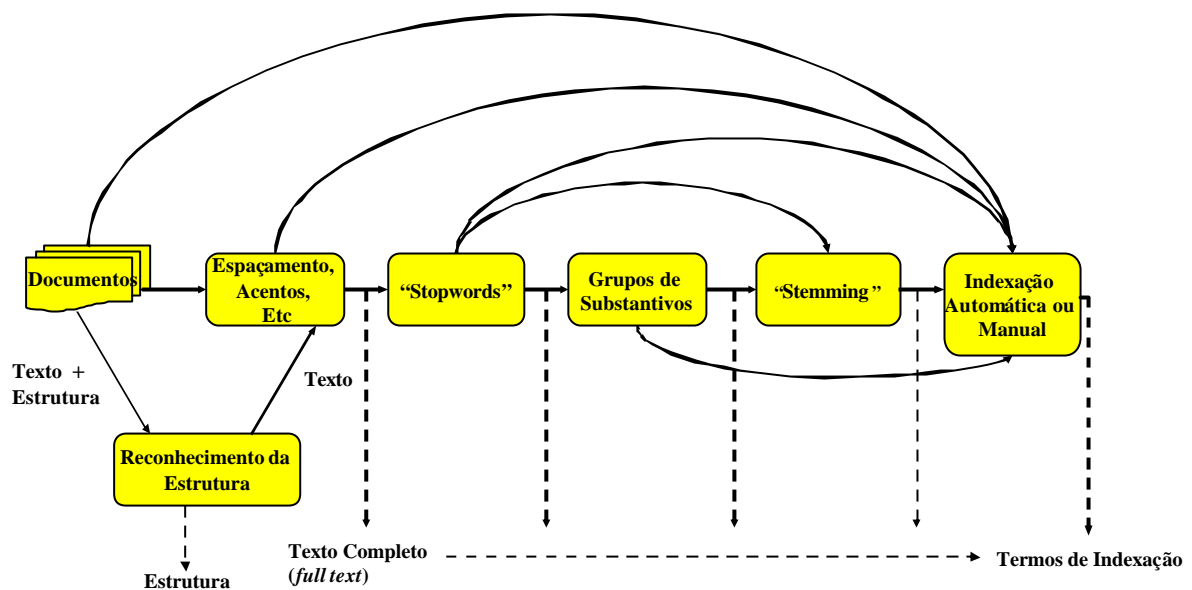 Documentos
Espaçamento,
Acentos,
Etc
“Stopwords”
Grupos de
Substantivos
“Stemming ”
Indexação
Automática ou
Manual
Texto +
Estrutura
Texto
Reconhecimento da
Estrutura
Estrutura
Texto Completo
(full text)
Termos de Indexação